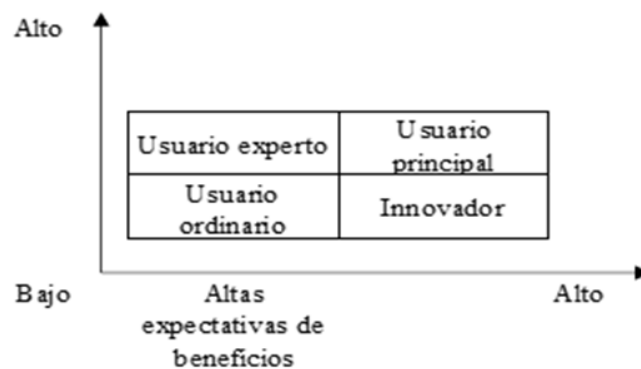 Alto
Usuario experto
Usuario
principal
Usuario
ordinario
Innovador
Bajo
Altas
expectativas de
beneficios
Alto